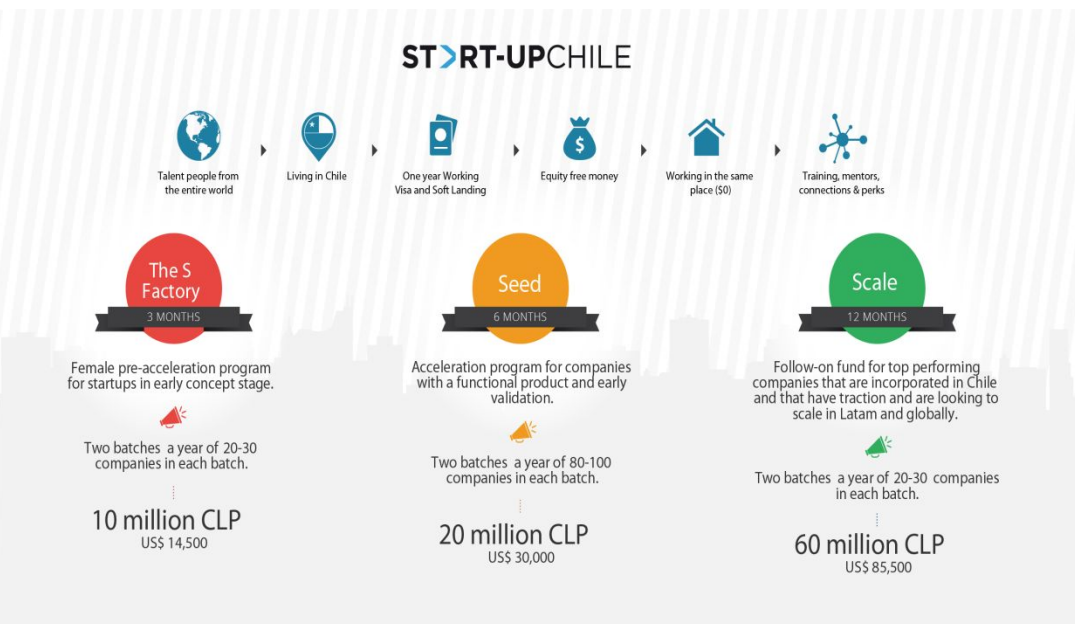 START-UPCHILE
Talent people from
the entire world
Living in Chile
One year Working
Visa and Soft Landing
$
Equity free money
Working in the same
place ($0)
Training, mentors,
connections & perks
The S
Factory
3 MONTHS
Female pre-acceleration program
for startups in early concept stage.
Two batches a year of 20-30
companies in each batch.
10 million CLP
US$ 14,500
Seed
6 MONTHS
Acceleration program for companies
with a functional product and early
validation.
Two batches a year of 80-100
companies in each batch.
20 million CLP
US$ 30,000
Scale
12 MONTHS
Follow-on fund for top performing
companies that are incorporated in Chile
and that have traction and are looking to
scale in Latam and globally.
Two batches a year of 20-30 companies
in each batch.
60 million CLP
US$ 85,500